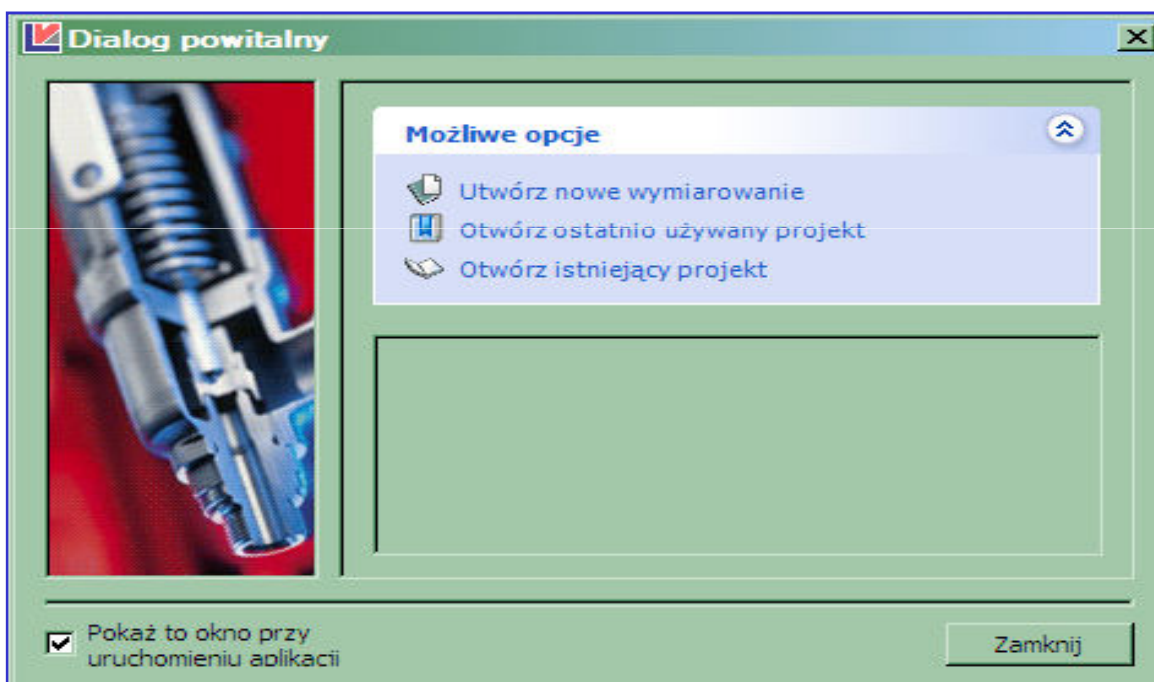 Dialog powitalny
Możliwe opcje
Utwórz nowe wymiarowanie
Otwórz ostatnio używany projekt
Otwórz istniejący projekt
Pokaż to okno przy
uruchomieniu aplikacji
Zamknij